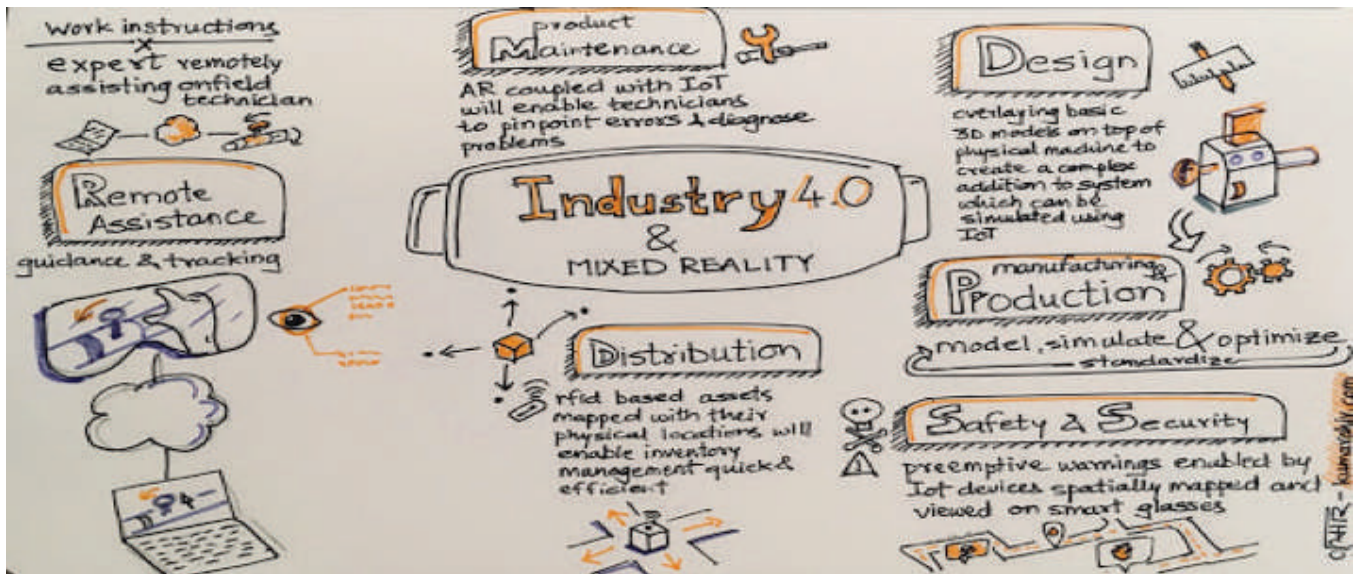 work instructions
x
expert remotely
assisting onfield
technician
Remote
Assistance
guidance & tracking
product
Maintenance
AR coupled with IoT
will enable technicians
to pinpoint errors & diagnose
problems
Industry 4.0
&
MIXED REALITY
Distribution
rfid based assets
mapped with their
physical locations will
enable inventory
management quick &
efficient
Design
overlaying basic
3D models on top of
physical machine to
create a complex
addition to system
which can be
simulated using
IoT
manufacturing &
Production
model, simulate & optimize
standardize
Safety & Security
preemptive warnings enabled by
IoT devices spatially mapped and
viewed on smart glasses